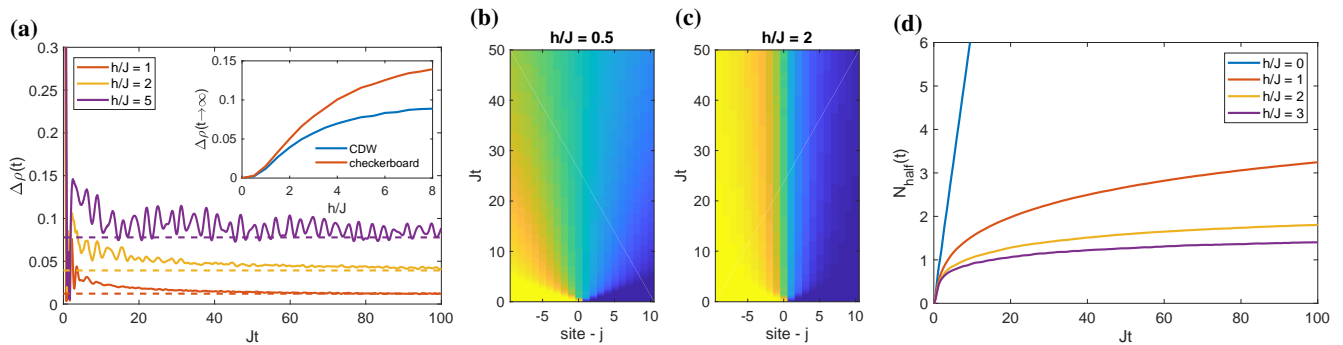 (a)
0.3
0.25
0.2
0.15
0.1
0.05
0
Δρ(t)
0 20 40 60 80 100
Jt
h/J = 1
h/J = 2
h/J = 5
0.15
0.1
0.05
0
Δρ(t→∞)
0 2 4 6 8
h/J
CDW
checkerboard
(b)
h/J = 0.5
50
40
30
20
10
0
Jt
-5 0 5 10
site - j
(c)
h/J = 2
50
40
30
20
10
0
Jt
-5 0 5 10
site - j
(d)
6
5
4
3
2
1
0
N_half(t)
0 20 40 60 80 100
Jt
h/J = 0
h/J = 1
h/J = 2
h/J = 3